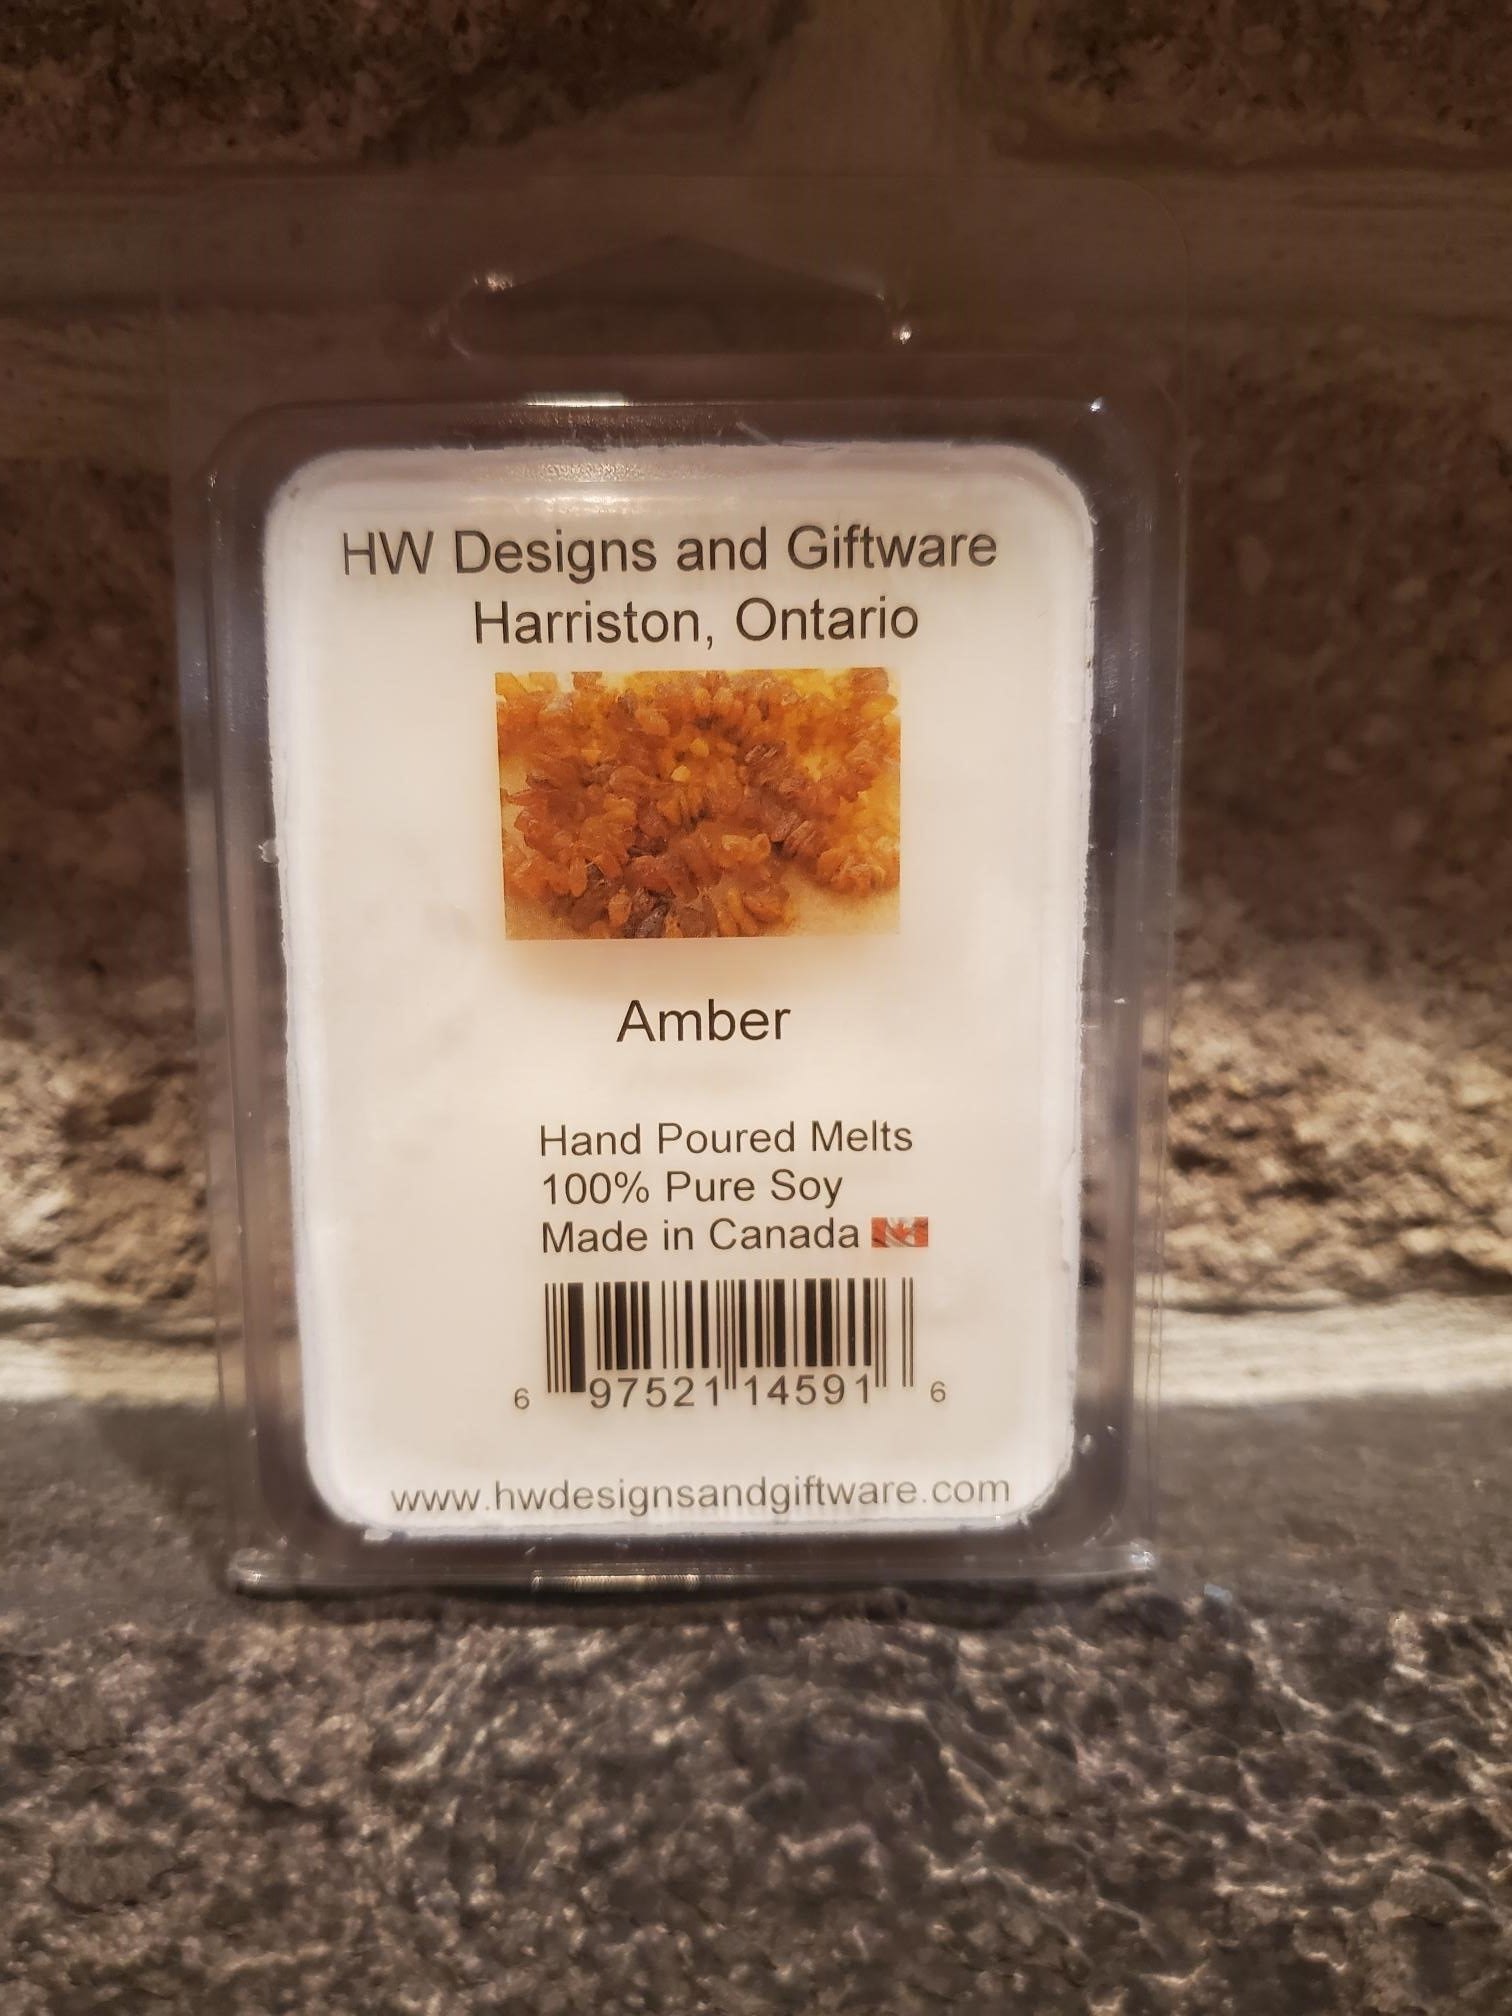 HW Designs and Giftware
Harriston, Ontario
Amber
Hand Poured Melts
100% Pure Soy
Made in Canada
6 97521 14591 6
www.hwdesignsandgiftware.com